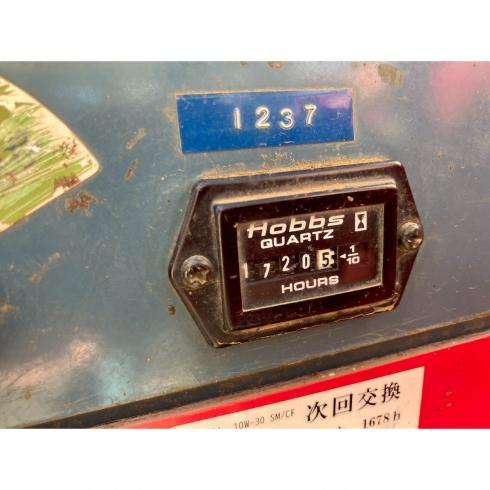 1237
Hobbs
QUARTZ
17205 ◄1/10
HOURS
10W-30 SM/CF 次回交換
1678h